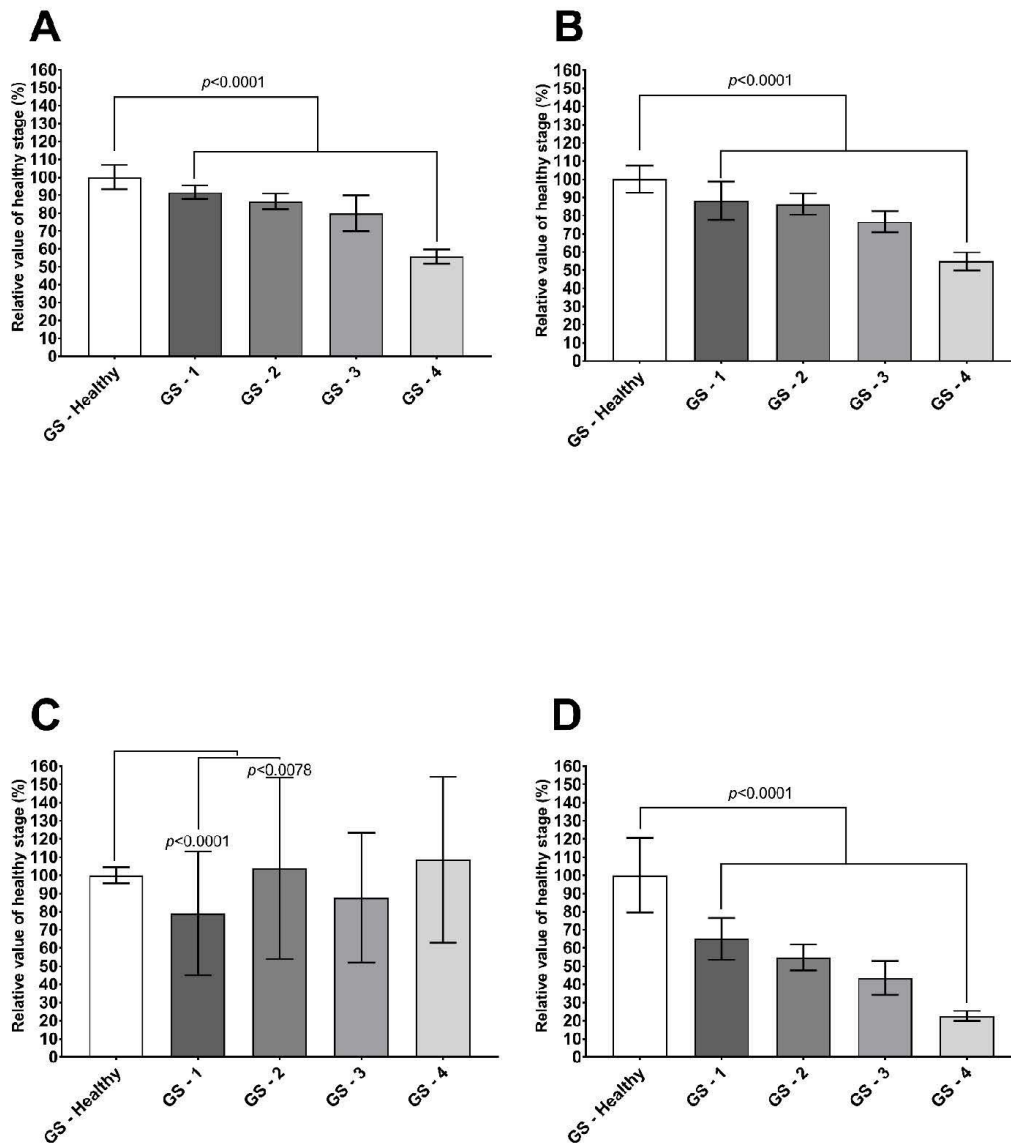 A
Relative value of healthy stage (%)
160
150
140
130
120
110
100
90
80
70
60
50
40
30
20
10
0
p<0.0001
GS - Healthy
GS - 1
GS - 2
GS - 3
GS - 4
B
Relative value of healthy stage (%)
160
150
140
130
120
110
100
90
80
70
60
50
40
30
20
10
0
p<0.0001
GS - Healthy
GS - 1
GS - 2
GS - 3
GS - 4
C
Relative value of healthy stage (%)
160
150
140
130
120
110
100
90
80
70
60
50
40
30
20
10
0
p<0.0078
p<0.0001
GS - Healthy
GS - 1
GS - 2
GS - 3
GS - 4
D
Relative value of healthy stage (%)
160
150
140
130
120
110
100
90
80
70
60
50
40
30
20
10
0
p<0.0001
GS - Healthy
GS - 1
GS - 2
GS - 3
GS - 4